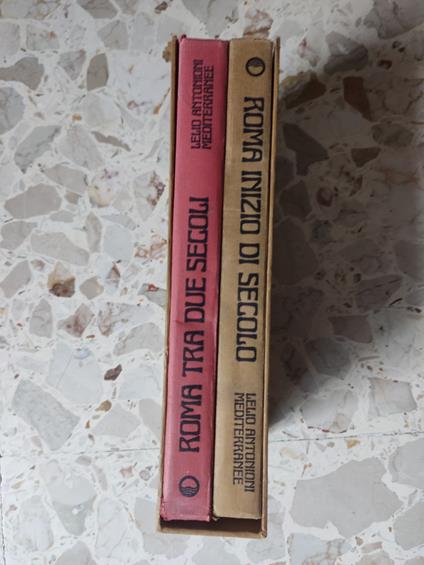 ROMA TRA DUE SECOLI
LELIO ANTONIONI
MEDITERRANEE
ROMA INIZIO DI SECOLO
LELIO ANTONIONI
MEDITERRANEE